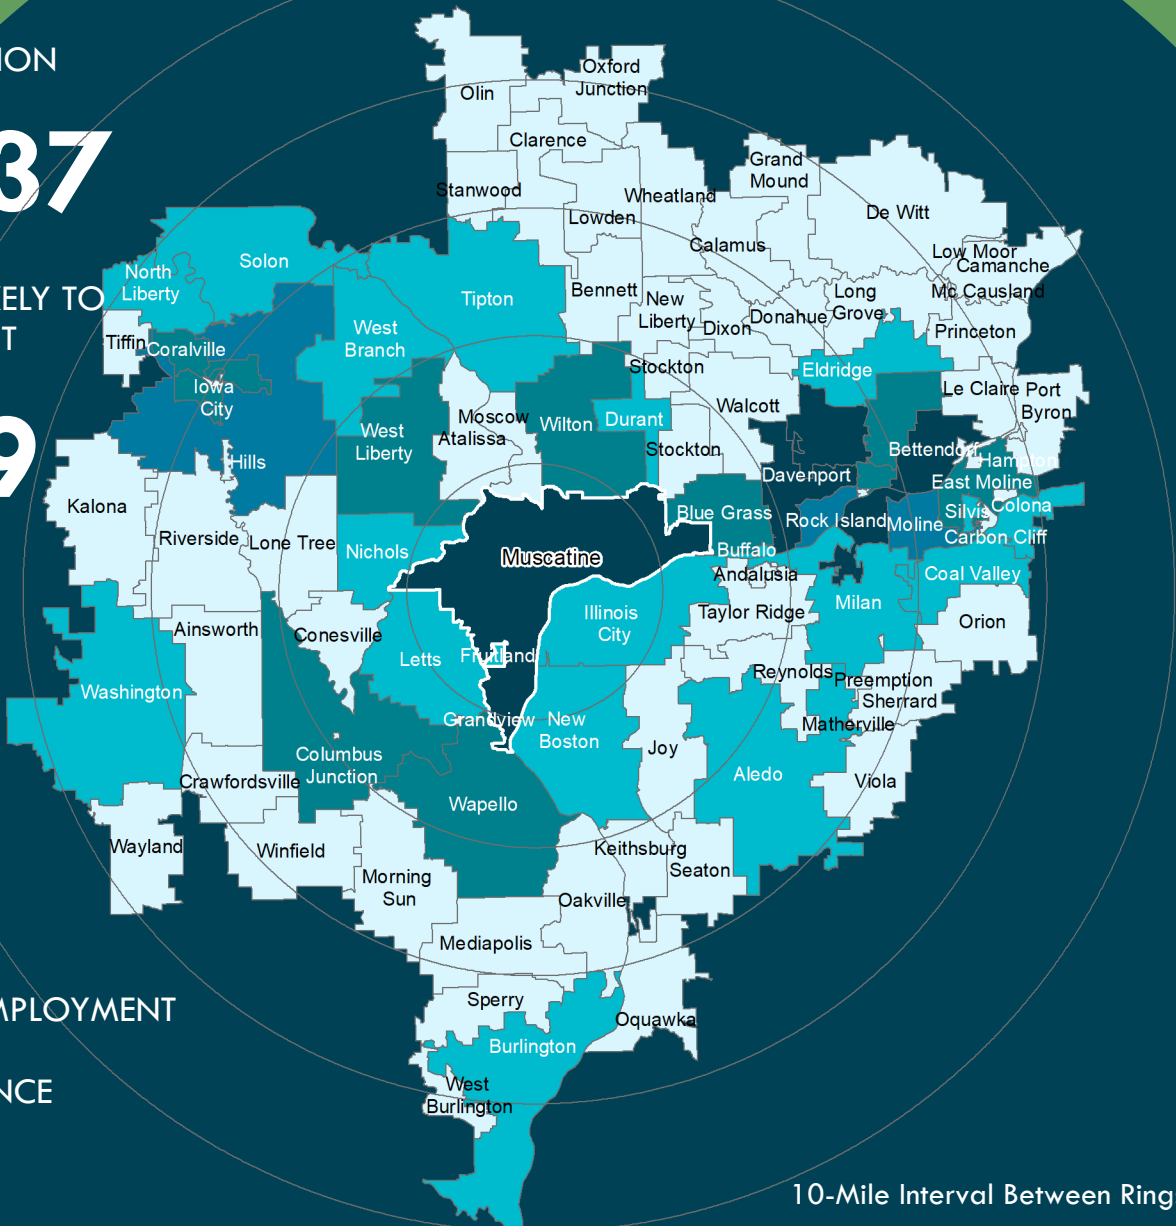 ION
37
KELY TO
T
9
MPLOYMENT
NCE
Olin
Oxford
Junction
Clarence
Stanwood
Wheatland
Lowden
Grand
Mound
De Witt
Calamus
Low Moor
Camanche
North
Liberty
Solon
Tipton
Bennett
New
Liberty
Dixon
Donahue
Long
Grove
Mc Causland
Princeton
Tiffin
Coralville
West
Branch
Stockton
Eldridge
Iowa
City
Le Claire
Port
Byron
Moscow
Atalissa
Wilton
Durant
Walcott
West
Liberty
Stockton
Bettendorf
Hampton
Hills
Davenport
East Moline
Kalona
Blue Grass
Rock Island
Moline
Silvis
Colona
Riverside
Lone Tree
Nichols
Muscatine
Buffalo
Carbon Cliff
Andalusia
Coal Valley
Milan
Illinois
City
Taylor Ridge
Orion
Ainsworth
Conesville
Letts
Fruitland
Reynolds
Preemption
Sherrard
Washington
Grandview
New
Boston
Matherville
Columbus
Junction
Joy
Aledo
Viola
Crawfordsville
Wapello
Wayland
Winfield
Keithsburg
Seaton
Morning
Sun
Oakville
Mediapolis
Sperry
Oquawka
Burlington
West
Burlington
10-Mile Interval Between Ring